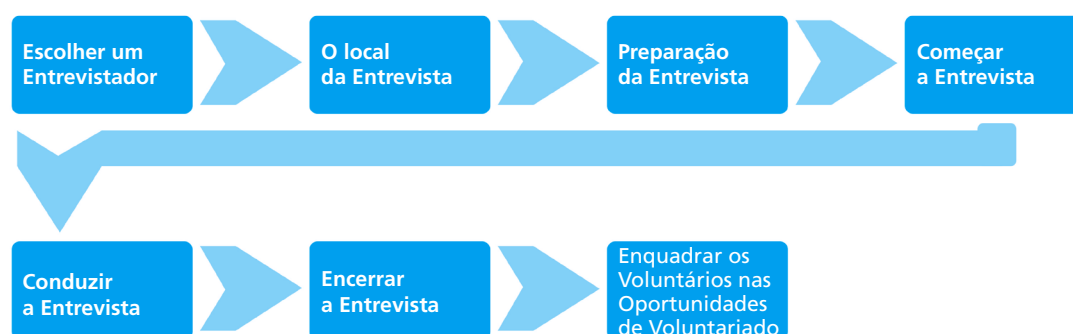 Escolher um
Entrevistador
O local
da Entrevista
Preparação
da Entrevista
Começar
a Entrevista
Conduzir
a Entrevista
Encerrar
a Entrevista
Enquadrar os
Voluntários nas
Oportunidades
de Voluntariado